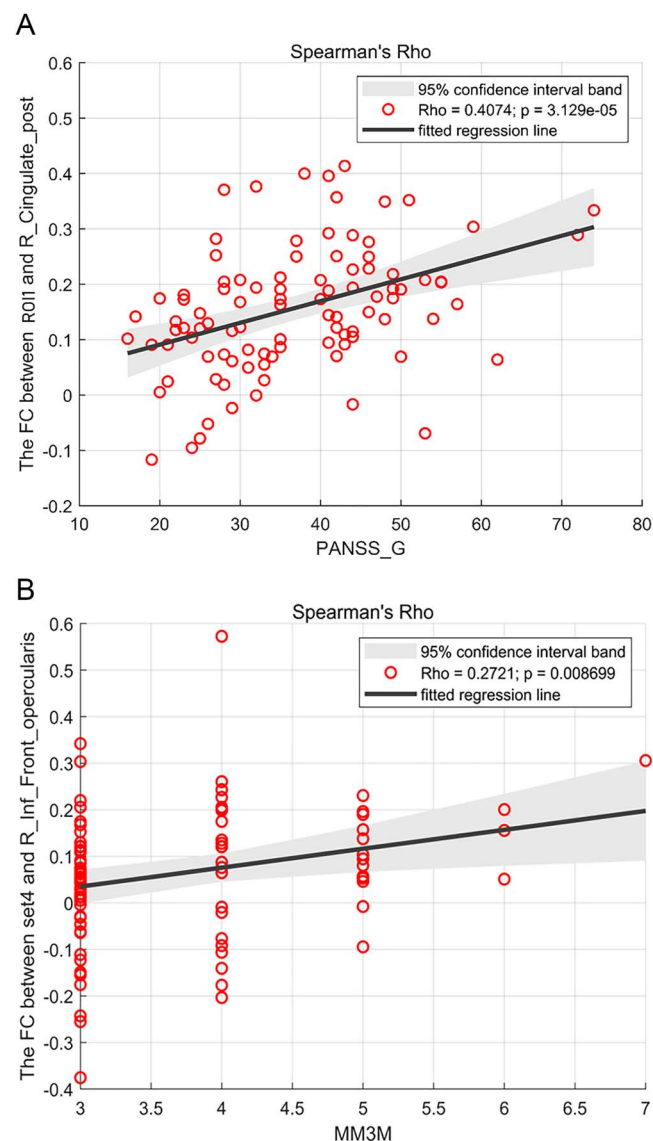 A
Spearman's Rho
95% confidence interval band
Rho = 0.4074; p = 3.129e-05
fitted regression line
The FC between ROI1 and R_Cingulate_post
0.6
0.5
0.4
0.3
0.2
0.1
0
-0.1
-0.2
10 20 30 40 50 60 70 80
PANSS_G
B
Spearman's Rho
95% confidence interval band
Rho = 0.2721; p = 0.008699
fitted regression line
The FC between set4 and R_Inf_Front_opercularis
0.6
0.5
0.4
0.3
0.2
0.1
0
-0.1
-0.2
-0.3
-0.4
3 3.5 4 4.5 5 5.5 6 6.5 7
MM3M